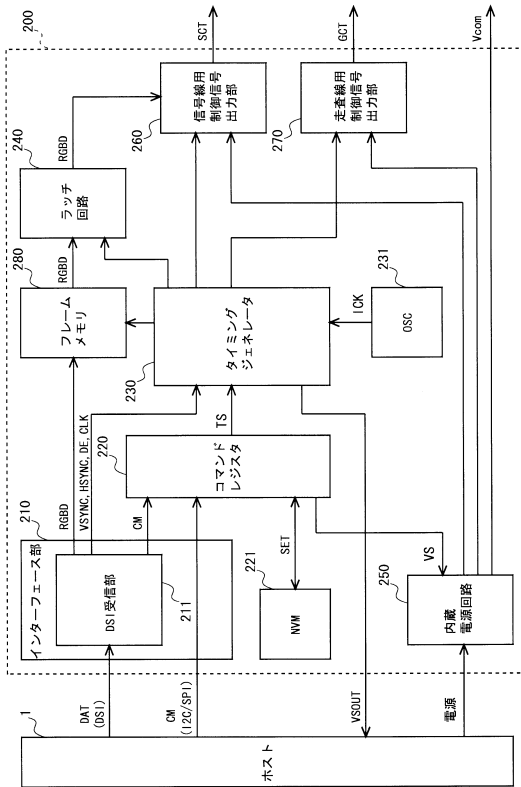 200
1
ホスト
DAT
(DSI)
CM
(I2C/SPI)
VSOUT
電源
210
インターフェース部
DSI受信部
211
RGBD
VSYNC, HSYNC, DE, CLK
CM
220
コマンド
レジスタ
221
NVM
SET
VS
250
内蔵
電源回路
TS
230
タイミング
ジェネレータ
280
フレーム
メモリ
RGBD
240
ラッチ
回路
RGBD
ICK
231
OSC
260
信号線用
制御信号
出力部
270
走査線用
制御信号
出力部
SCT
GCT
Vcom